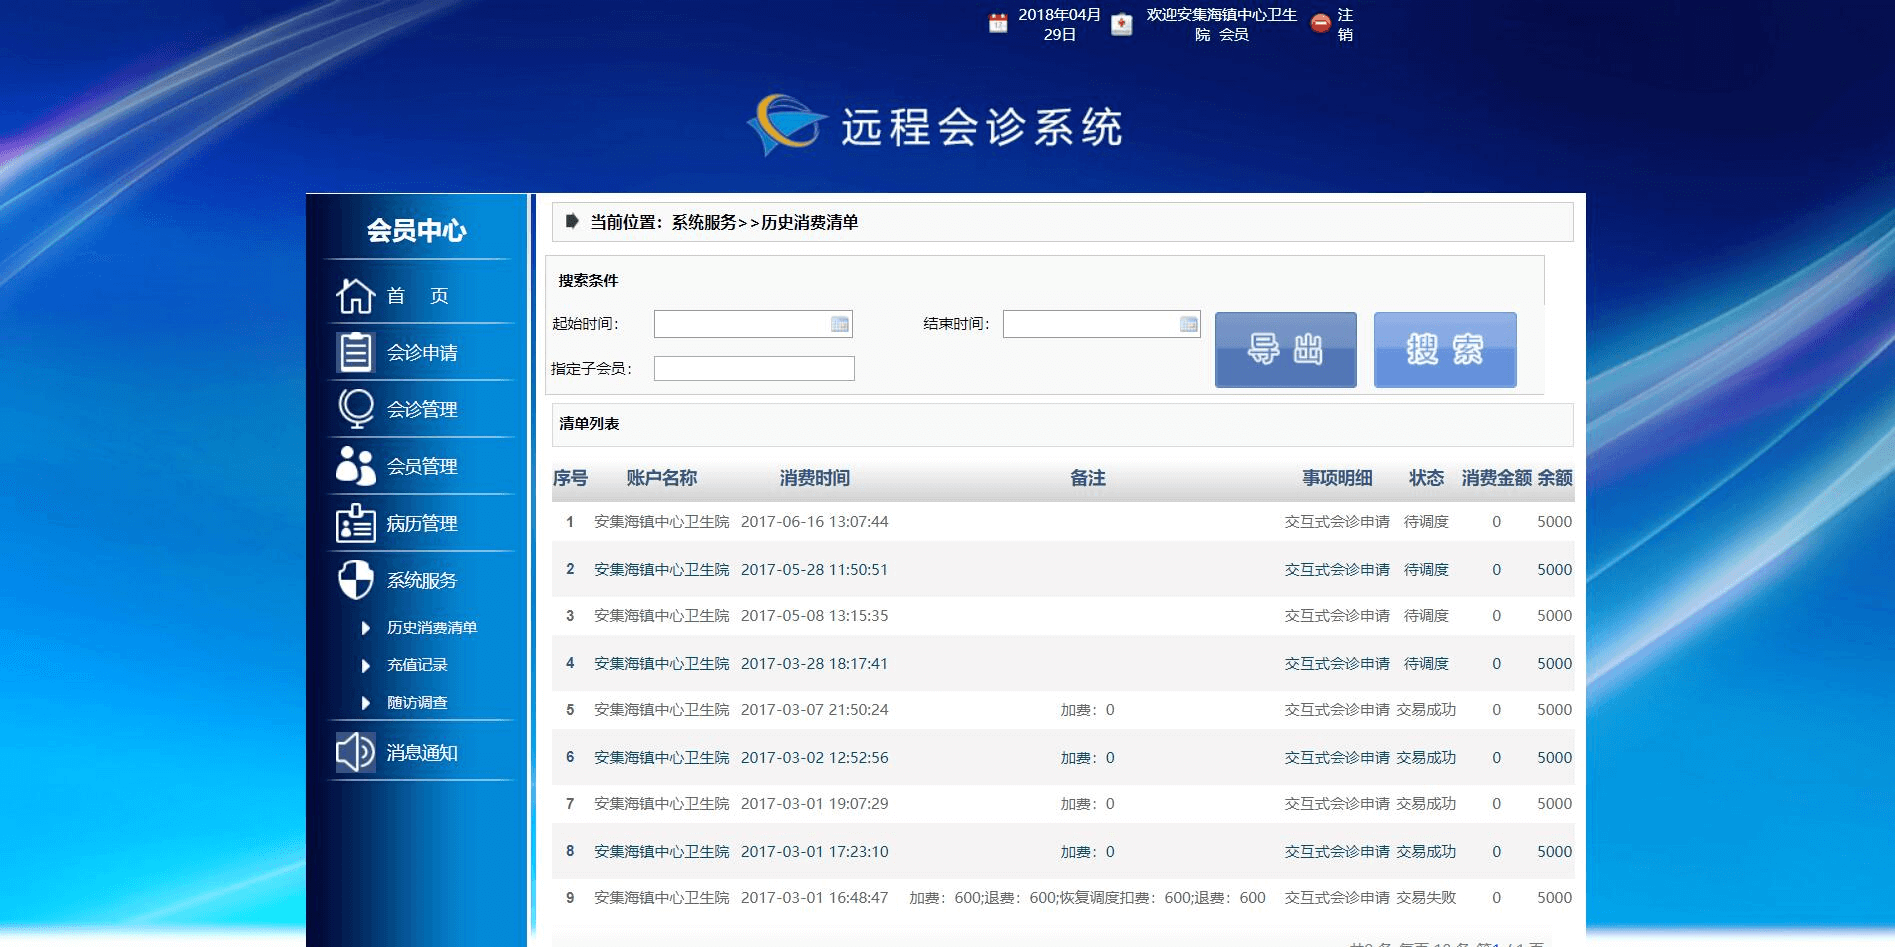 2018年04月
29日
欢迎安集海镇中心卫生
院 会员
注
销
远程会诊系统
会员中心
首 页
会诊申请
会诊管理
会员管理
病历管理
系统服务
历史消费清单
充值记录
随访调查
消息通知
当前位置：系统服务>>历史消费清单
搜索条件
起始时间：
结束时间：
导 出
搜 索
指定子会员：
清单列表
序号 账户名称 消费时间 备注 事项明细 状态 消费金额 余额
1 安集海镇中心卫生院 2017-06-16 13:07:44 交互式会诊申请 待调度 0 5000
2 安集海镇中心卫生院 2017-05-28 11:50:51 交互式会诊申请 待调度 0 5000
3 安集海镇中心卫生院 2017-05-08 13:15:35 交互式会诊申请 待调度 0 5000
4 安集海镇中心卫生院 2017-03-28 18:17:41 交互式会诊申请 待调度 0 5000
5 安集海镇中心卫生院 2017-03-07 21:50:24 加费：0 交互式会诊申请 交易成功 0 5000
6 安集海镇中心卫生院 2017-03-02 12:52:56 加费：0 交互式会诊申请 交易成功 0 5000
7 安集海镇中心卫生院 2017-03-01 19:07:29 加费：0 交互式会诊申请 交易成功 0 5000
8 安集海镇中心卫生院 2017-03-01 17:23:10 加费：0 交互式会诊申请 交易成功 0 5000
9 安集海镇中心卫生院 2017-03-01 16:48:47 加费：600;退费：600;恢复调度扣费：600;退费：600 交互式会诊申请 交易失败 0 5000